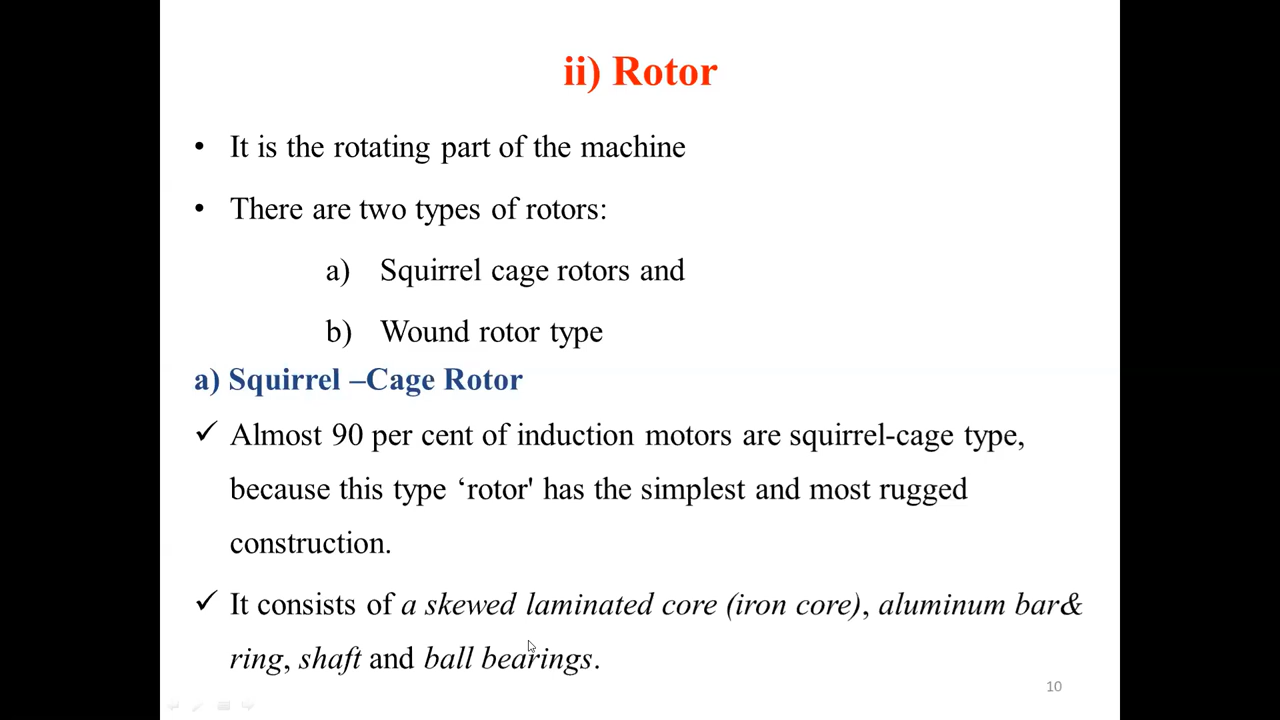 ii) Rotor
• It is the rotating part of the machine
• There are two types of rotors:
a) Squirrel cage rotors and
b) Wound rotor type
a) Squirrel –Cage Rotor
✓ Almost 90 per cent of induction motors are squirrel-cage type,
because this type ‘rotor' has the simplest and most rugged
construction.
✓ It consists of a skewed laminated core (iron core), aluminum bar&
ring, shaft and ball bearings.
10